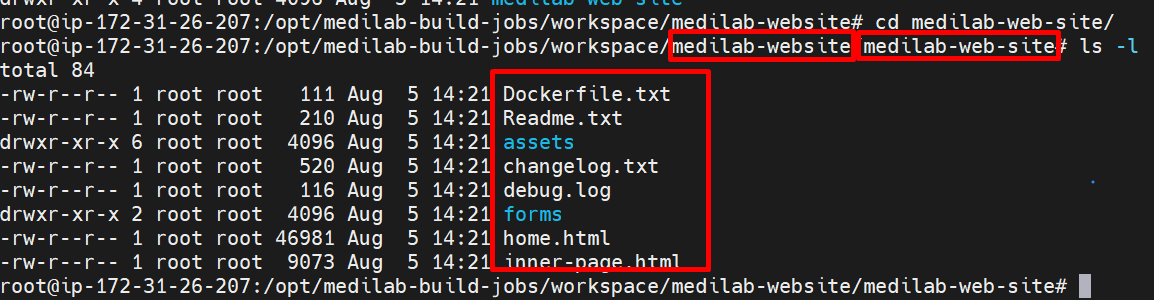 root@ip-172-31-26-207:/opt/medilab-build-jobs/workspace/medilab-website# cd medilab-web-site/
root@ip-172-31-26-207:/opt/medilab-build-jobs/workspace/medilab-website/medilab-web-site# ls -l
total 84
-rw-r--r-- 1 root root   111 Aug  5 14:21 Dockerfile.txt
-rw-r--r-- 1 root root   210 Aug  5 14:21 Readme.txt
drwxr-xr-x 6 root root  4096 Aug  5 14:21 assets
-rw-r--r-- 1 root root   520 Aug  5 14:21 changelog.txt
-rw-r--r-- 1 root root   116 Aug  5 14:21 debug.log
drwxr-xr-x 2 root root  4096 Aug  5 14:21 forms
-rw-r--r-- 1 root root 46981 Aug  5 14:21 home.html
-rw-r--r-- 1 root root  9073 Aug  5 14:21 inner-page.html
root@ip-172-31-26-207:/opt/medilab-build-jobs/workspace/medilab-website/medilab-web-site#